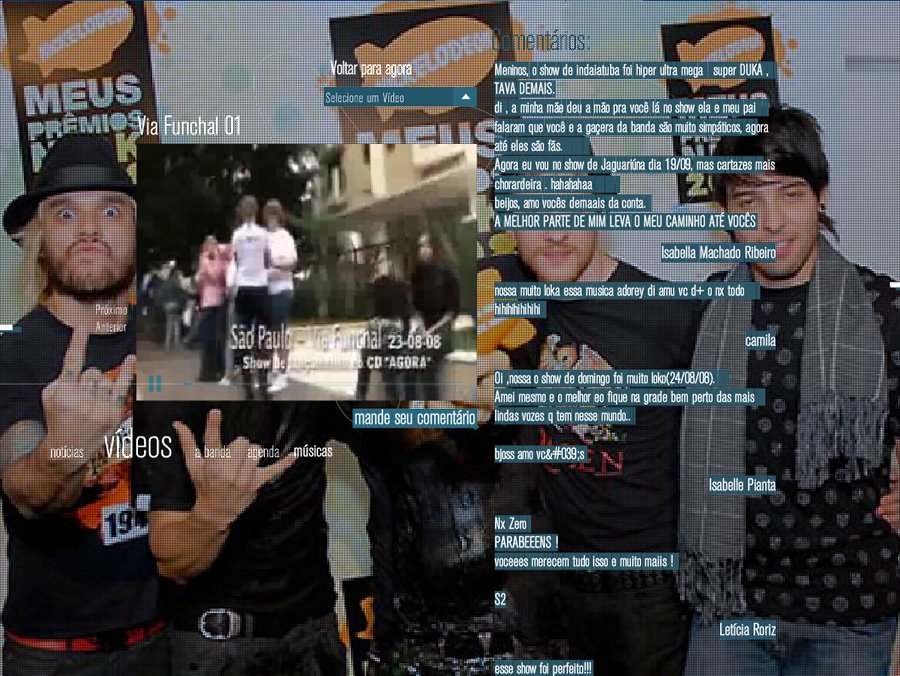 NICKELODEON
MEUS
PRÊMIOS
Voltar para agora
Selecione um Vídeo
Via Funchal 01
São Paulo - Via Funchal 23-08-08
Show de Lançamento do CD "AGORA"
Próximo
Anterior
mande seu comentário
notícias vídeos a banda agenda músicas
Comentários:
Meninos, o show de indaiatuba foi hiper ultra mega super DUKA ,
TAVA DEMAIS.
di , a minha mãe deu a mão pra você lá no show ela e meu pai
falaram que você e a gaçera da banda são muito simpáticos, agora
até eles são fãs.
Agora eu vou no show de Jaguariúna dia 19/09, mas cartazes mais
chorardeira . hahahahaa
beijos, amo vocês demaais da conta.
A MELHOR PARTE DE MIM LEVA O MEU CAMINHO ATÉ VOCÊS
Isabella Machado Ribeiro
nossa muito loka essa musica adorey di amu vc d+ o nx todo
hihihihihihi
camila
Oi ,nossa o show de domingo foi muito loko(24/08/08).
Amei mesmo e o melhor eo fique na grade bem perto das mais
lindas vozes q tem nesse mundo..
bjoss amo vc&#039;s
Isabelle Pianta
Nx Zero
PARABEEENS !
voceees merecem tudo isso e muito maiis !
S2
Letícia Roriz
esse show foi perfeito!!!
194